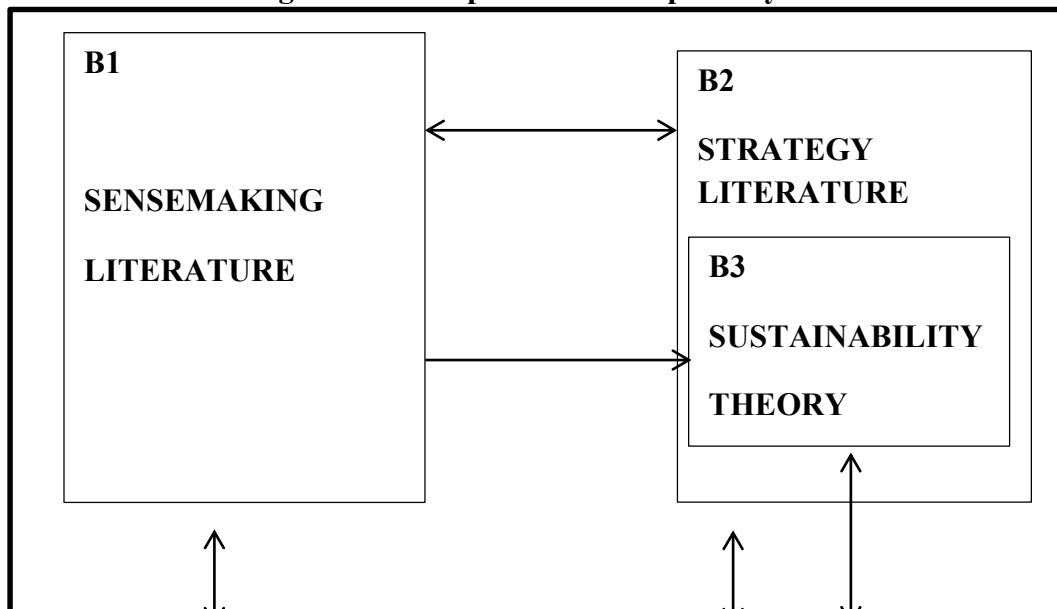 B1
SENSEMAKING
LITERATURE
B2
STRATEGY
LITERATURE
B3
SUSTAINABILITY
THEORY